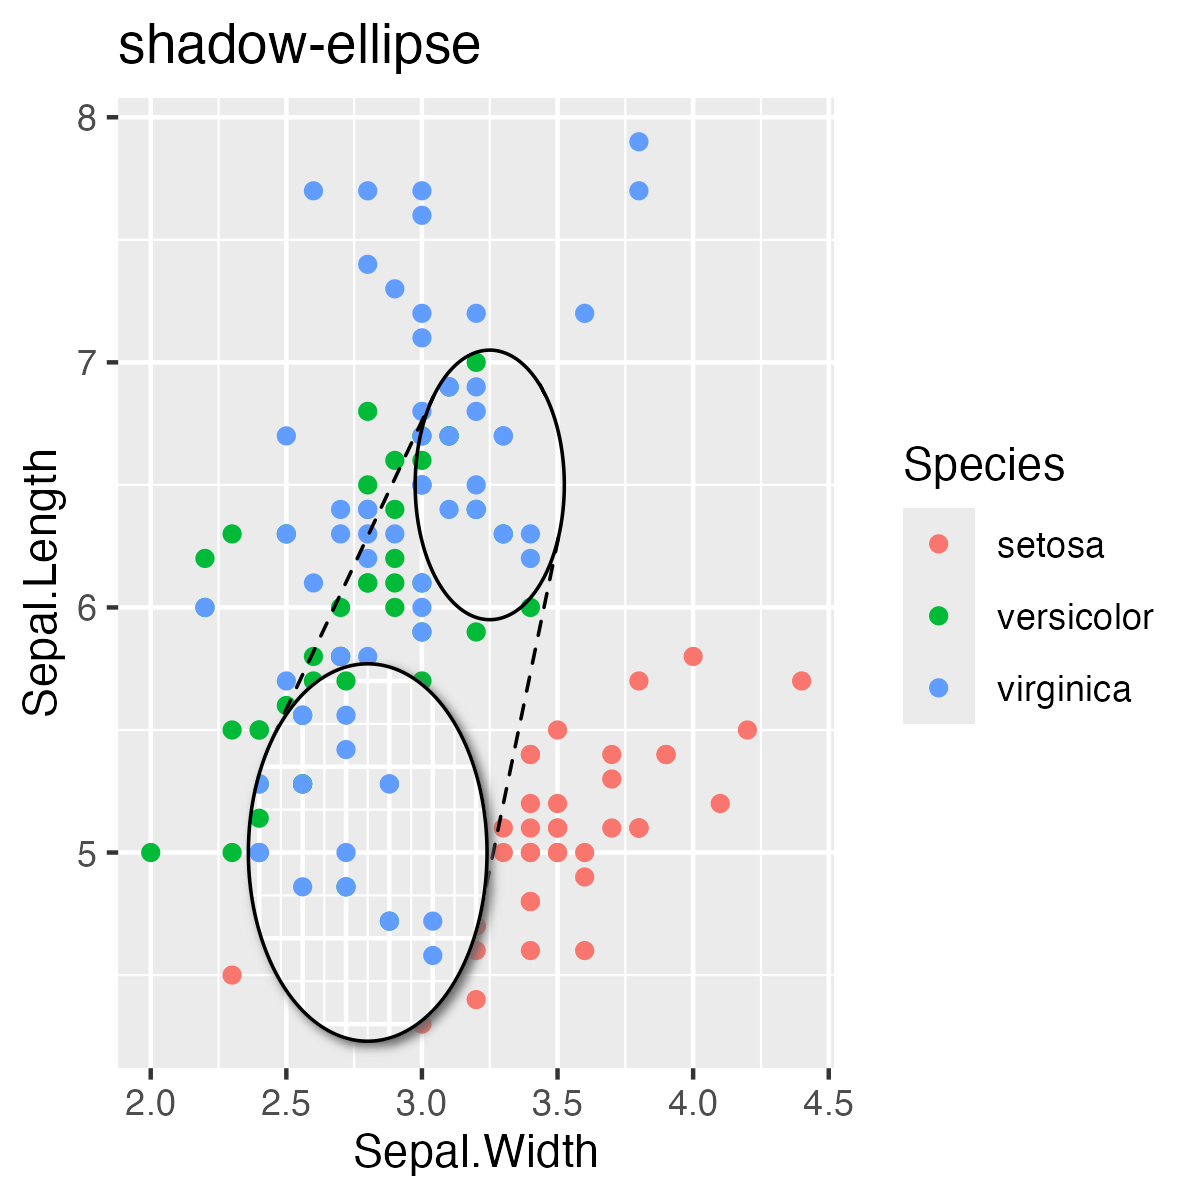 shadow-ellipse
8
7
6
5
Sepal.Length
2.0 2.5 3.0 3.5 4.0 4.5
Sepal.Width
Species
setosa
versicolor
virginica